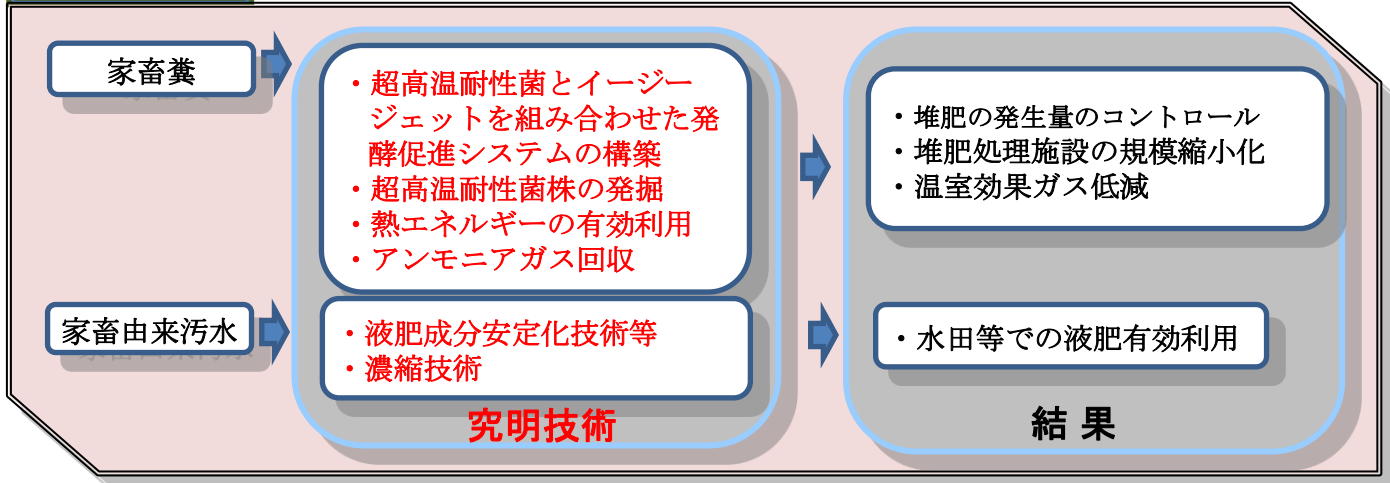 家畜糞
・超高温耐性菌とイージー
ジェットを組み合わせた発
酵促進システムの構築
・超高温耐性菌株の発掘
・熱エネルギーの有効利用
・アンモニアガス回収
・堆肥の発生量のコントロール
・堆肥処理施設の規模縮小化
・温室効果ガス低減
家畜由来汚水
・液肥成分安定化技術等
・濃縮技術
・水田等での液肥有効利用
究明技術
結 果